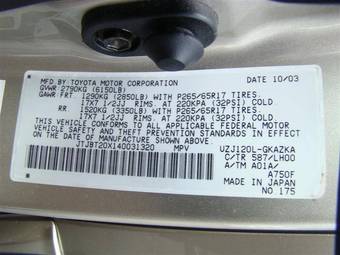 MFD.BY:TOYOTA MOTOR CORPORATION DATE 10/03
GVWR 2790KG (6150LB)
GAWR FRT 1290KG (2850LB) WITH P265/65R17 TIRES.
17X7 1/2JJ RIMS. AT 220KPA (32PSI) COLD
RR 1520KG (3350LB) WITH P265/65R17 TIRES.
17X7 1/2JJ RIMS. AT 220KPA (32PSI) COLD
THIS VEHICLE CONFORMS TO ALL APPLICABLE FEDERAL MOTOR
VEHICLE SAFETY AND THEFT PREVENTION STANDARDS IN EFFECT ON
THE DATE OF MANUFACTURE SHOWN ABOVE.
JTJBT20X140031320 MPV UZJ120L-GKAZKA
C/TR 587/LH00
A/TM A01A/
A750F
MADE IN JAPAN
NO.175